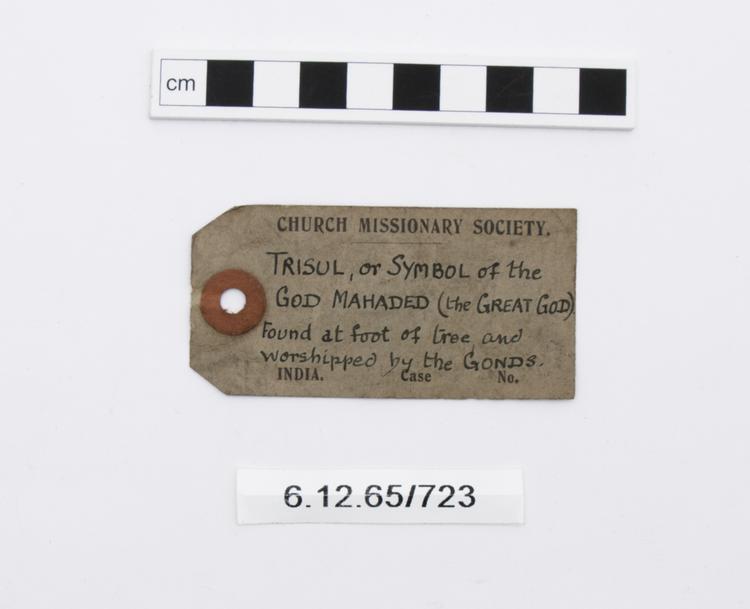 cm
CHURCH MISSIONARY SOCIETY.
TRISUL, or SYMBOL of the
GOD MAHADED (the GREAT GOD)
Found at foot of tree and
worshipped by the GONDS.
INDIA. Case No.
6.12.65/723